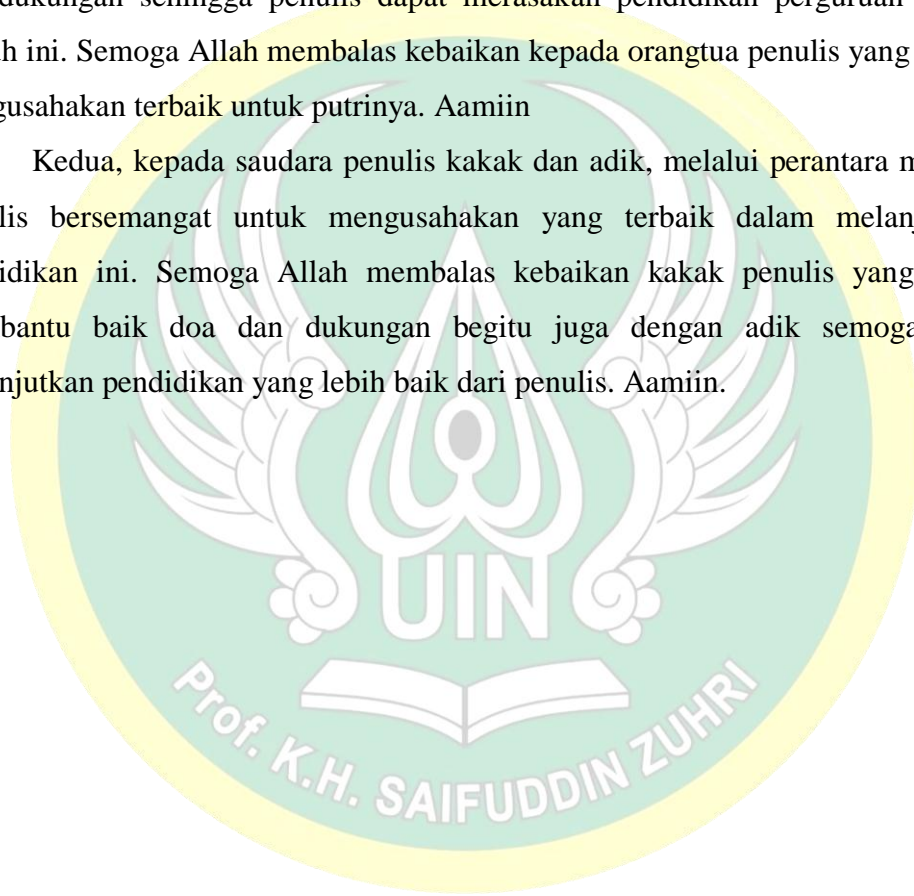 dukungan sehingga penulis dapat merasakan pendidikan perguruan
ah ini. Semoga Allah membalas kebaikan kepada orangtua penulis yang
gusahakan terbaik untuk putrinya. Aamiin
Kedua, kepada saudara penulis kakak dan adik, melalui perantara m
lis bersemangat untuk mengusahakan yang terbaik dalam melanj
idikan ini. Semoga Allah membalas kebaikan kakak penulis yang
bantu baik doa dan dukungan begitu juga dengan adik semoga
njutkan pendidikan yang lebih baik dari penulis. Aamiin.
UIN
Prof. K.H. SAIFUDDIN ZUHRI